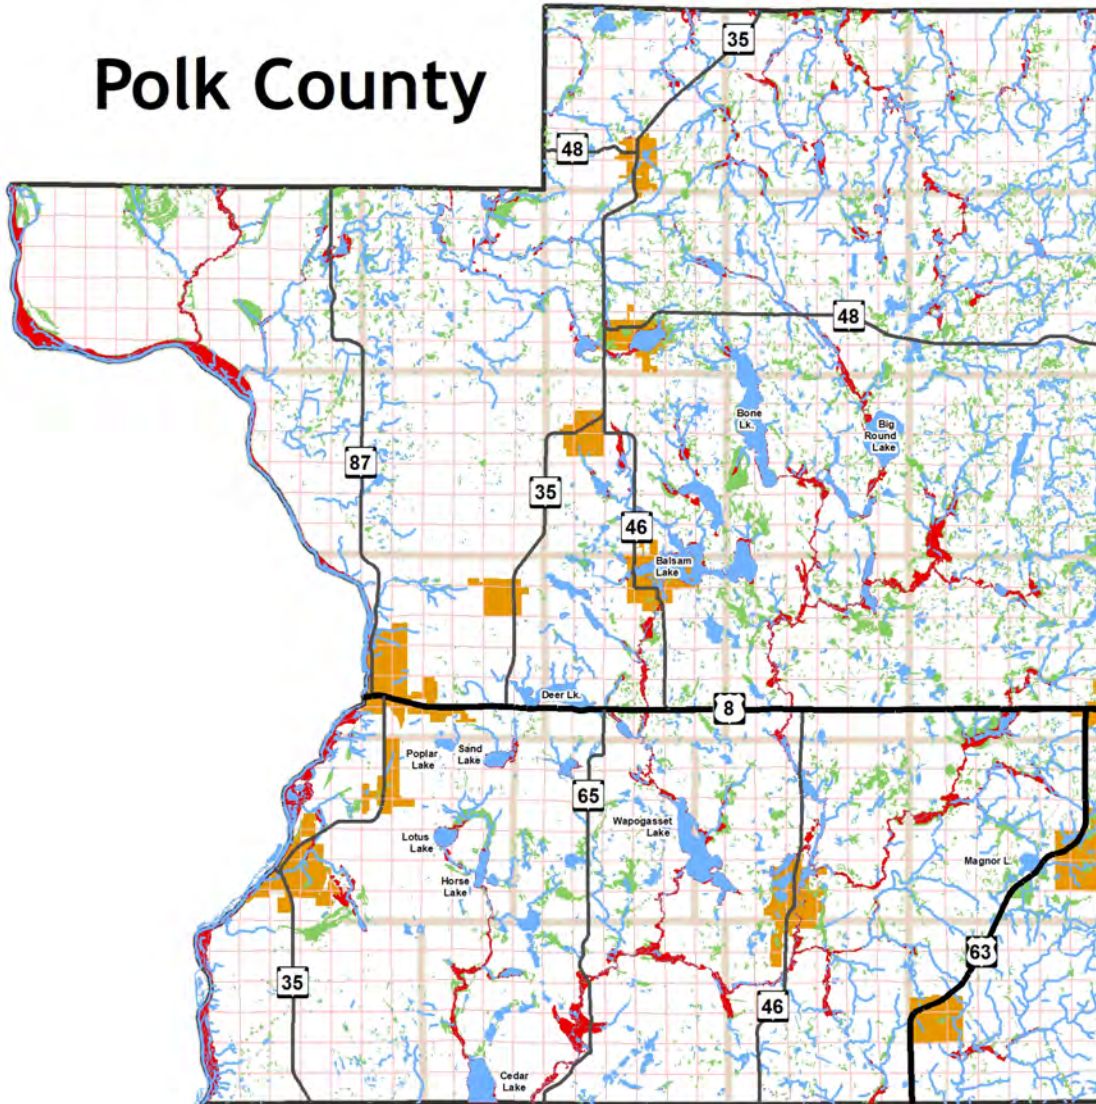 35
Polk County
48
48
Bone
Lk.
Big
Round
Lake
87
35
46
Balsam
Lake
Deer Lk.
8
Poplar
Lake
Sand
Lake
65
Wapogasset
Lake
Lotus
Lake
Magnor L.
Horse
Lake
63
35
46
Cedar
Lake